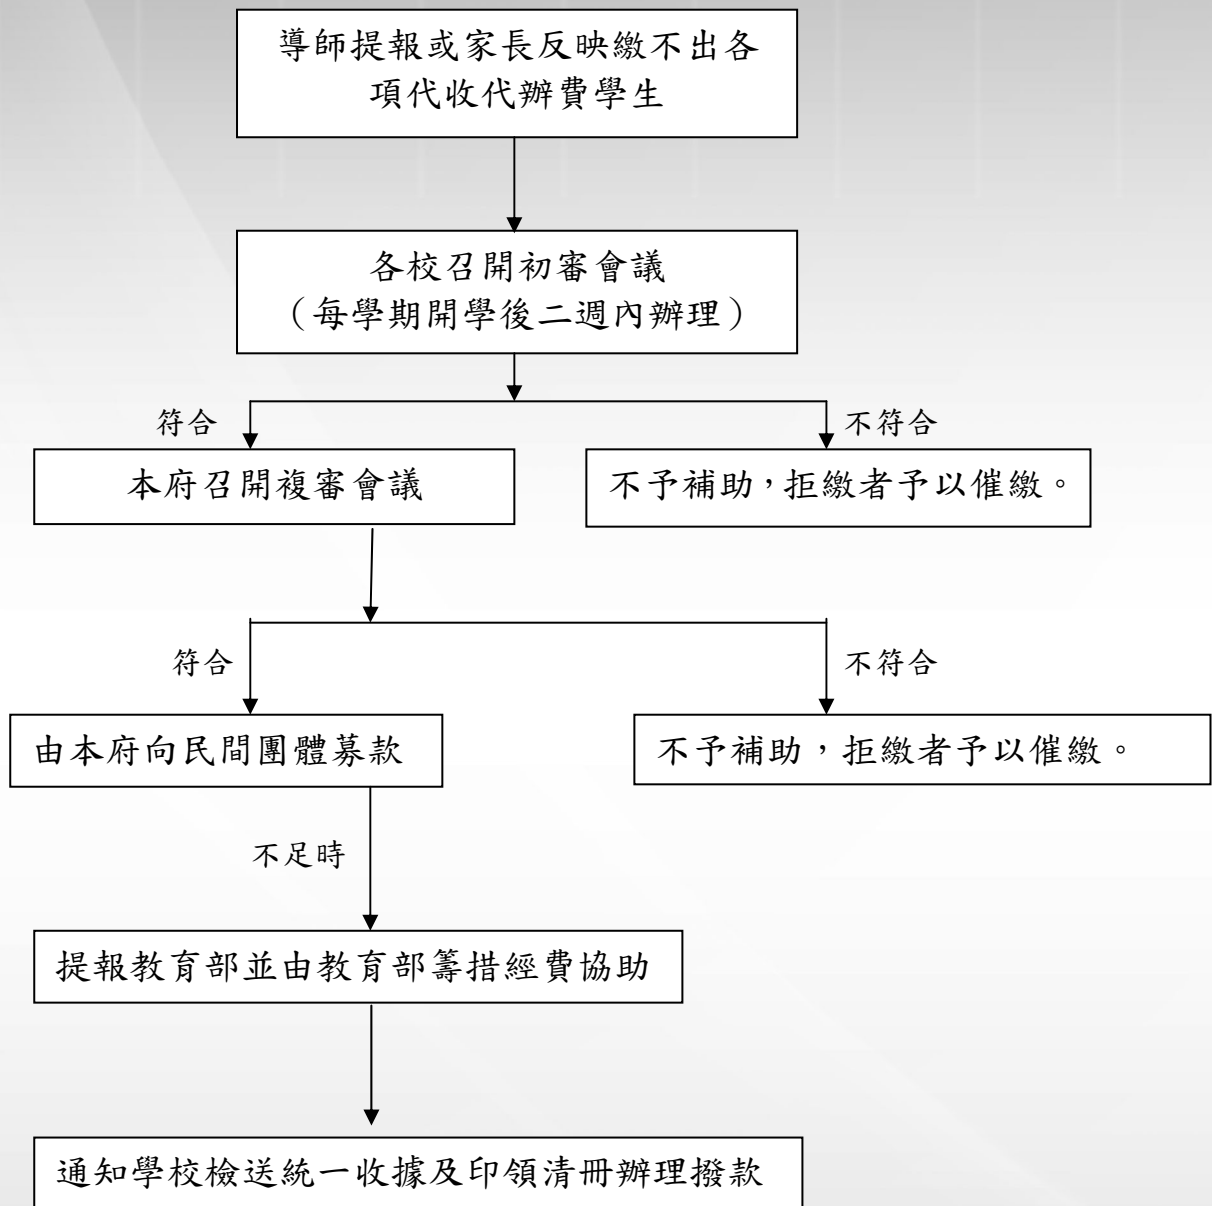 導師提報或家長反映繳不出各
項代收代辦費學生
各校召開初審會議
（每學期開學後二週內辦理）
符合
不符合
本府召開複審會議
不予補助，拒繳者予以催繳。
符合
不符合
由本府向民間團體募款
不予補助，拒繳者予以催繳。
不足時
提報教育部並由教育部籌措經費協助
通知學校檢送統一收據及印領清冊辦理撥款